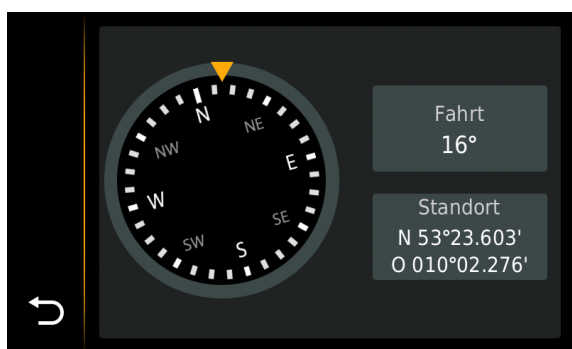 N
NE
NW
E
W
SE
SW
S
Fahrt
16°
Standort
N 53°23.603'
O 010°02.276'